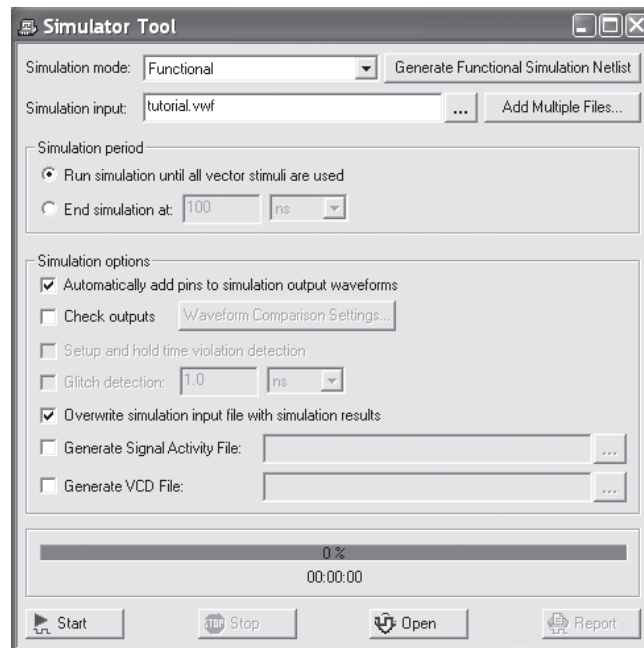 Simulator Tool
Simulation mode: Functional Generate Functional Simulation Netlist
Simulation input: tutorial.vwf ... Add Multiple Files...
Simulation period
Run simulation until all vector stimuli are used
End simulation at: 100 ns
Simulation options
Automatically add pins to simulation output waveforms
Check outputs Waveform Comparison Settings...
Setup and hold time violation detection
Glitch detection: 1.0 ns
Overwrite simulation input file with simulation results
Generate Signal Activity File: ...
Generate VCD File: ...
0 %
00:00:00
Start STOP Stop Open Report